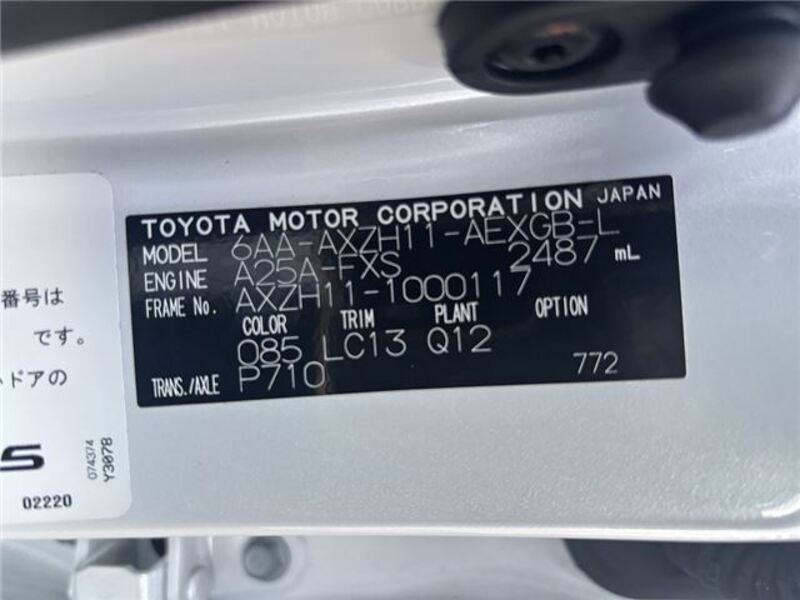 TOYOTA MOTOR CORPORATION JAPAN
MODEL 6AA-AXZH11-AEXGB-L
ENGINE A25A-FXS 2487 mL
FRAME No. AXZH11-1000117
COLOR TRIM PLANT OPTION
085 LC13 Q12
TRANS./AXLE P710 772
番号は
です。
ドアの
S
074374
Y3078
02220